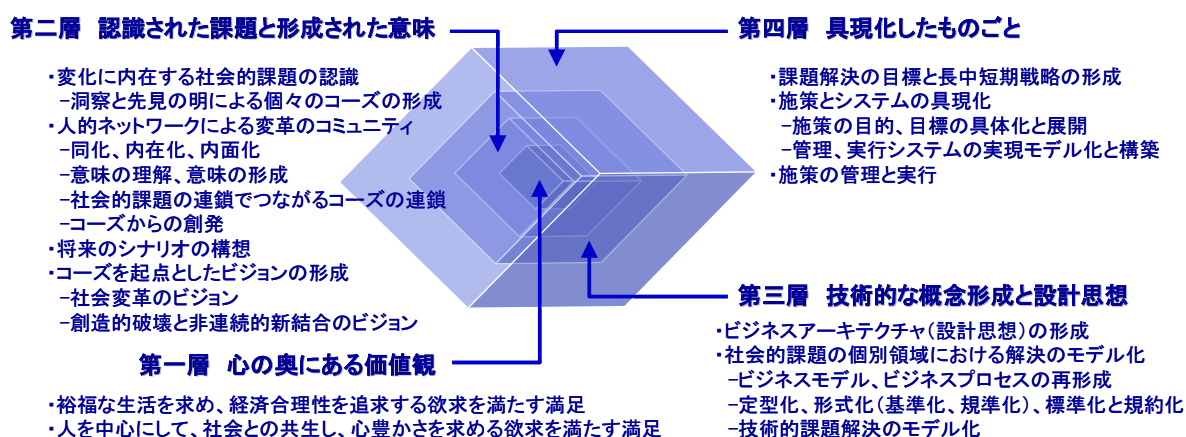 第二層 認識された課題と形成された意味
・変化に内在する社会的課題の認識
−洞察と先見の明による個々のコーズの形成
・人的ネットワークによる変革のコミュニティ
−同化、内在化、内面化
−意味の理解、意味の形成
−社会的課題の連鎖でつながるコーズの連鎖
−コーズからの創発
・将来のシナリオの構想
・コーズを起点としたビジョンの形成
−社会変革のビジョン
−創造的破壊と非連続的新結合のビジョン
第一層 心の奥にある価値観
・裕福な生活を求め、経済合理性を追求する欲求を満たす満足
・人を中心にして、社会との共生し、心豊かさを求める欲求を満たす満足
第四層 具現化したものごと
・課題解決の目標と長中短期戦略の形成
・施策とシステムの具現化
−施策の目的、目標の具体化と展開
−管理、実行システムの実現モデル化と構築
・施策の管理と実行
第三層 技術的な概念形成と設計思想
・ビジネスアーキテクチャ（設計思想）の形成
・社会的課題の個別領域における解決のモデル化
−ビジネスモデル、ビジネスプロセスの再形成
−定型化、形式化（基準化、規準化）、標準化と規約化
−技術的課題解決のモデル化